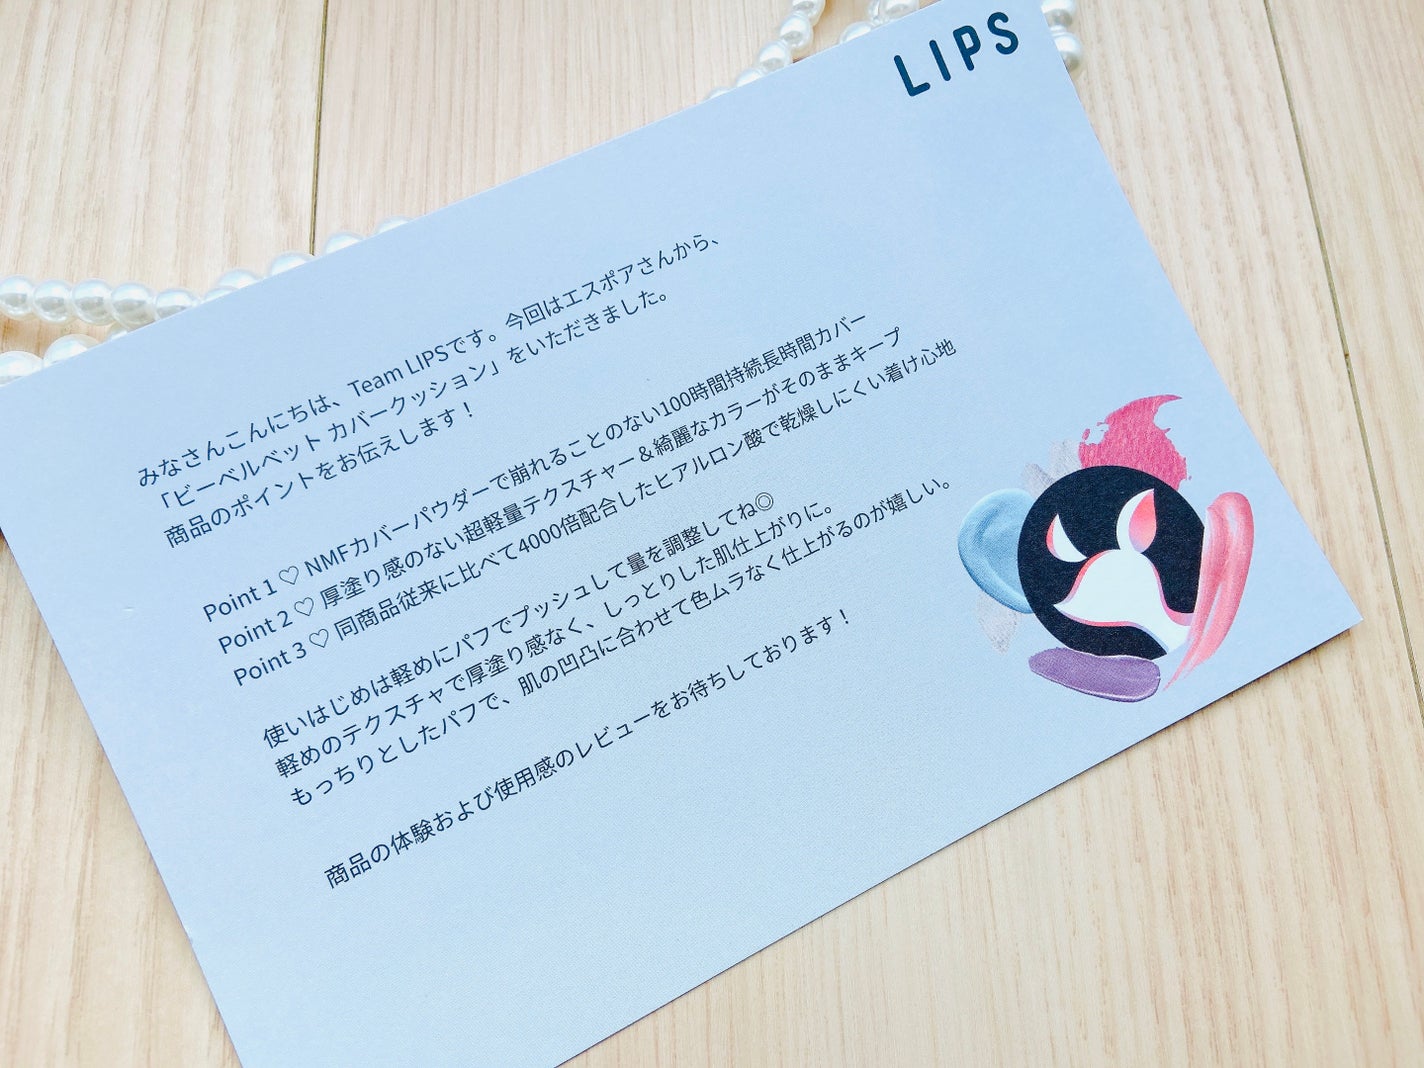 LIPS
みなさんこんにちは、Team LIPSです。今回はエスポアさんから、
「ビーベルベット カバークッション」をいただきました。
商品のポイントをお伝えします！
Point 1 ♡ NMFカバーパウダーで崩れることのない100時間持続長時間カバー
Point 2 ♡ 厚塗り感のない超軽量テクスチャー＆綺麗なカラーがそのままキープ
Point 3 ♡ 同商品従来に比べて4000倍配合したヒアルロン酸で乾燥しにくい着け心地
使いはじめは軽めにパフでプッシュして量を調整してね◎
軽めのテクスチャで厚塗り感なく、しっとりした肌仕上がりに。
もっちりとしたパフで、肌の凹凸に合わせて色ムラなく仕上がるのが嬉しい。
商品の体験および使用感のレビューをお待ちしております！